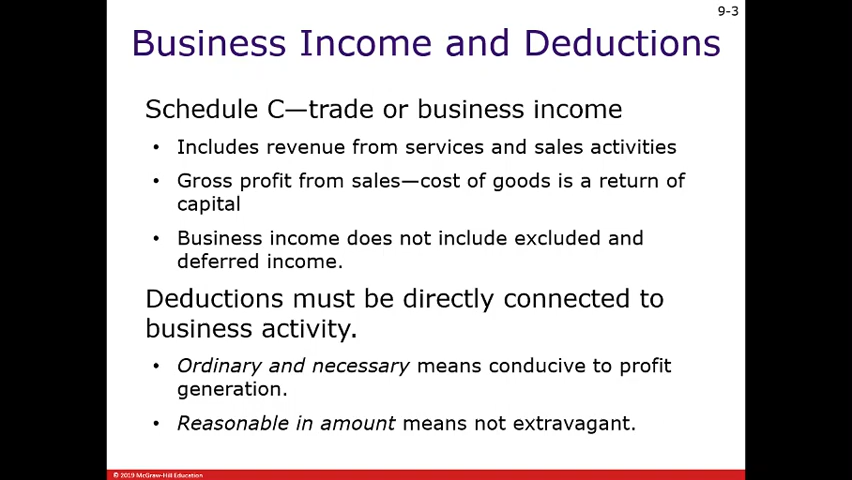 9-3
Business Income and Deductions
Schedule C—trade or business income
• Includes revenue from services and sales activities
• Gross profit from sales—cost of goods is a return of
capital
• Business income does not include excluded and
deferred income.
Deductions must be directly connected to
business activity.
• Ordinary and necessary means conducive to profit
generation.
• Reasonable in amount means not extravagant.
© 2019 McGraw-Hill Education